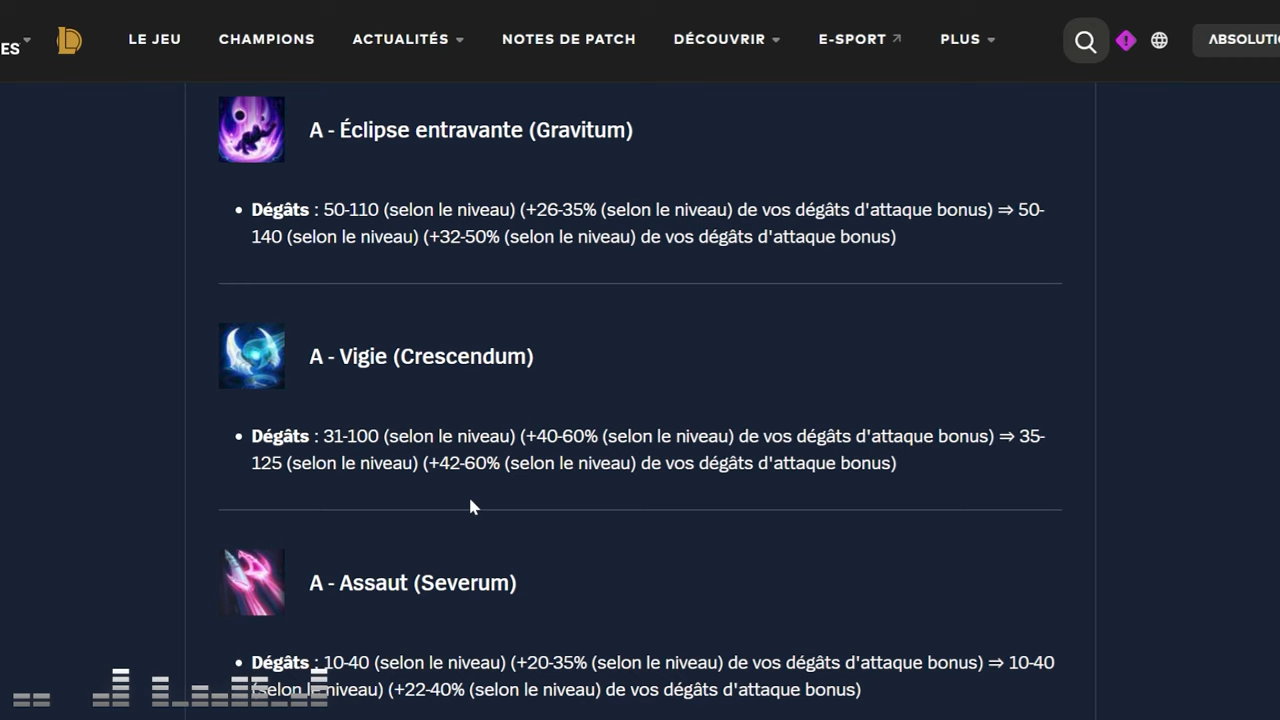 ES
LE JEU
CHAMPIONS
ACTUALITÉS
NOTES DE PATCH
DÉCOUVRIR
E-SPORT
PLUS
ABSOLUTI
A - Éclipse entravante (Gravitum)
Dégâts : 50-110 (selon le niveau) (+26-35% (selon le niveau) de vos dégâts d'attaque bonus) ⇒ 50-
140 (selon le niveau) (+32-50% (selon le niveau) de vos dégâts d'attaque bonus)
A - Vigie (Crescendum)
Dégâts : 31-100 (selon le niveau) (+40-60% (selon le niveau) de vos dégâts d'attaque bonus) ⇒ 35-
125 (selon le niveau) (+42-60% (selon le niveau) de vos dégâts d'attaque bonus)
A - Assaut (Severum)
Dégâts : 10-40 (selon le niveau) (+20-35% (selon le niveau) de vos dégâts d'attaque bonus) ⇒ 10-40
(selon le niveau) (+22-40% (selon le niveau) de vos dégâts d'attaque bonus)